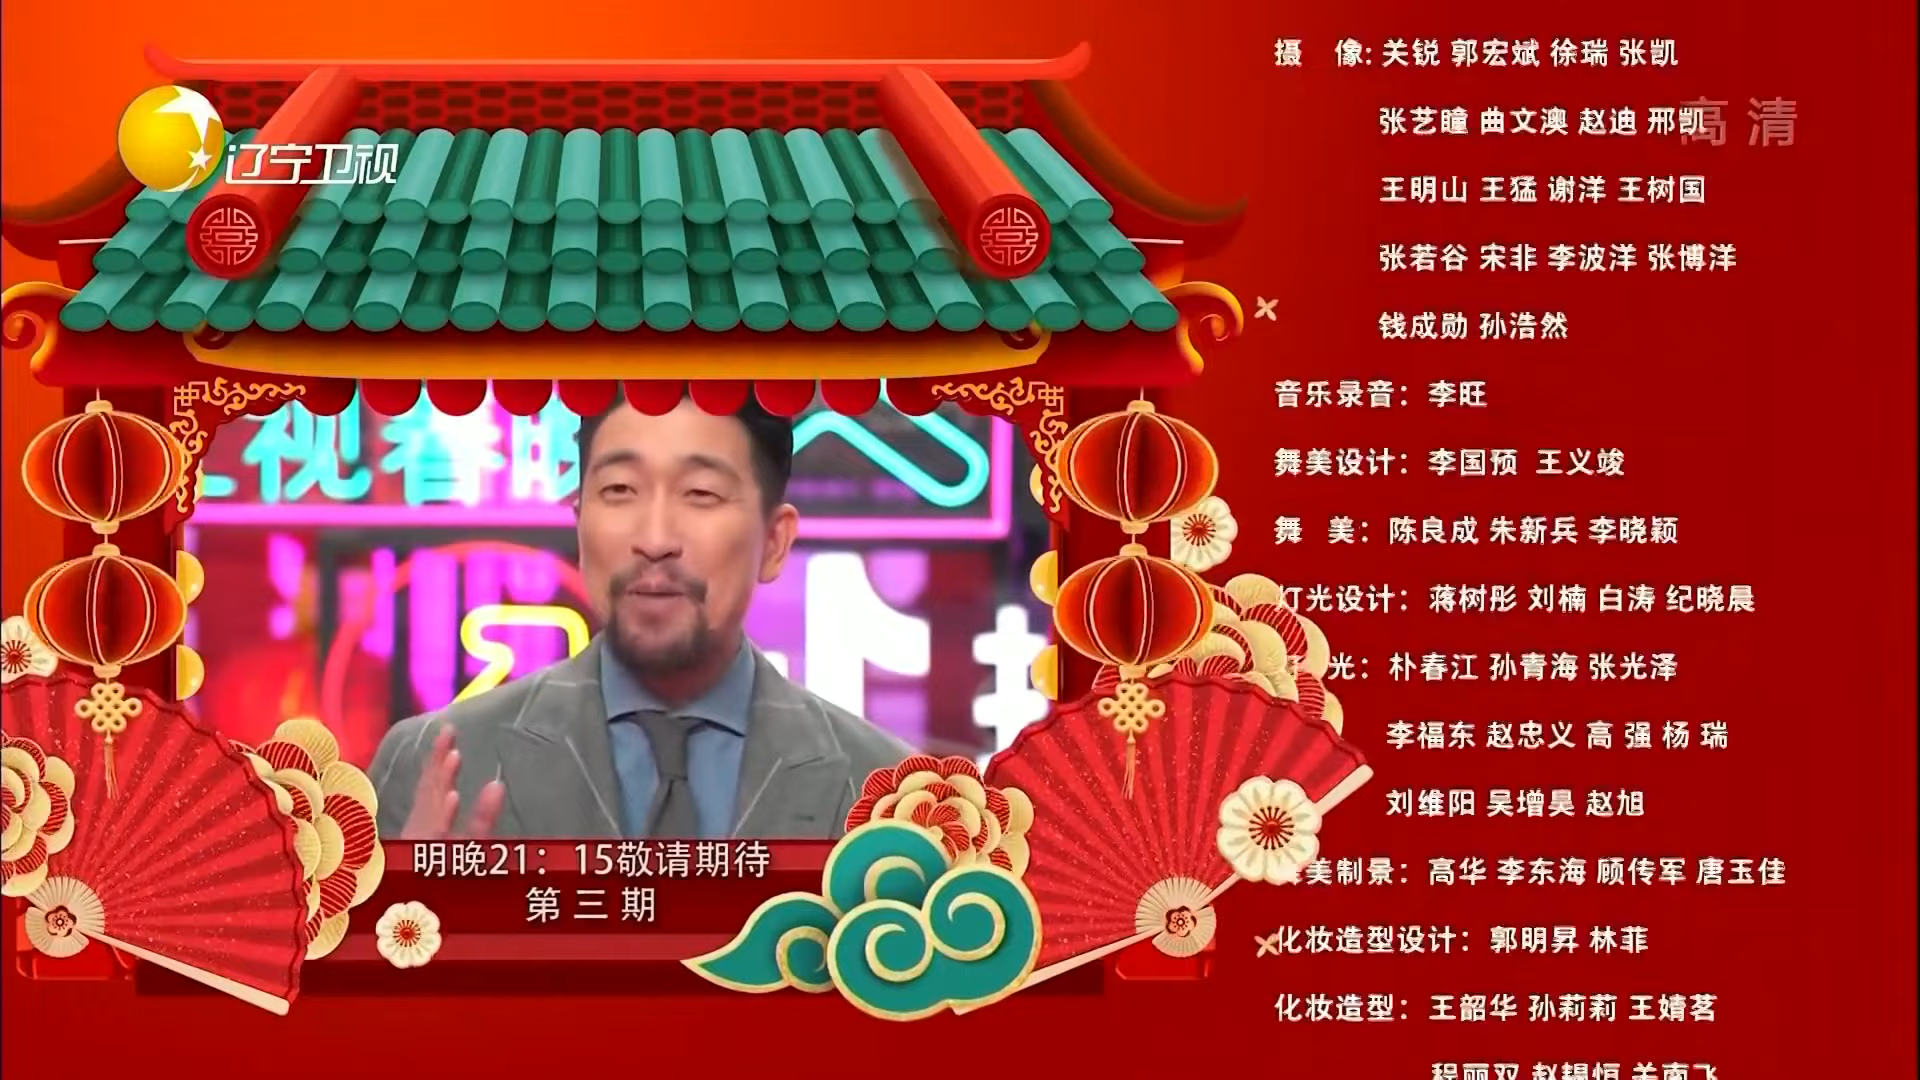 辽宁卫视
高清
视春晚
明晚21：15敬请期待
第三期
摄 像: 关锐 郭宏斌 徐瑞 张凯
张艺瞳 曲文澳 赵迪 邢凯
王明山 王猛 谢洋 王树国
张若谷 宋非 李波洋 张博洋
钱成勋 孙浩然
音乐录音：李旺
舞美设计：李国预 王义竣
舞 美：陈良成 朱新兵 李晓颖
灯光设计：蒋树彤 刘楠 白涛 纪晓晨
光：朴春江 孙青海 张光泽
李福东 赵忠义 高 强 杨 瑞
刘维阳 吴增昊 赵旭
美制景：高华 李东海 顾传军 唐玉佳
化妆造型设计：郭明昇 林菲
化妆造型：王韶华 孙莉莉 王婧茗